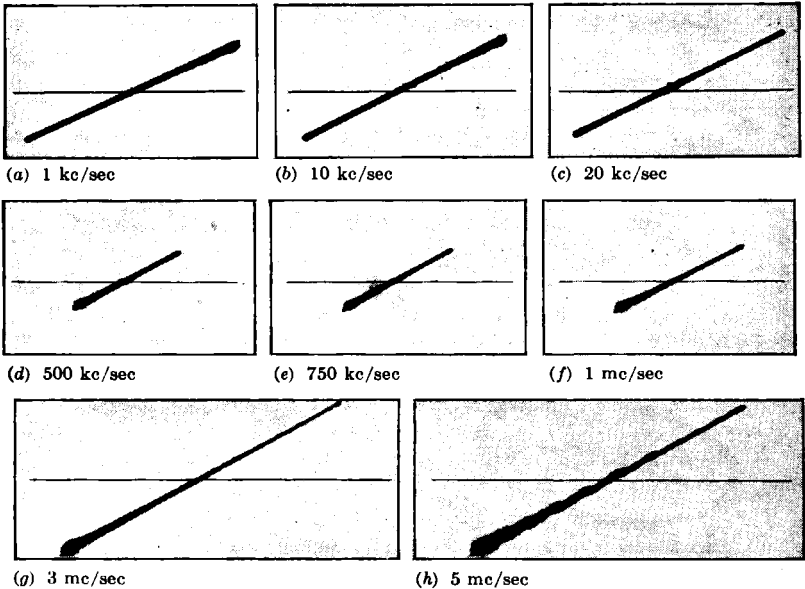 (a) 1 kc/sec
(b) 10 kc/sec
(c) 20 kc/sec
(d) 500 kc/sec
(e) 750 kc/sec
(f) 1 mc/sec
(g) 3 mc/sec
(h) 5 mc/sec